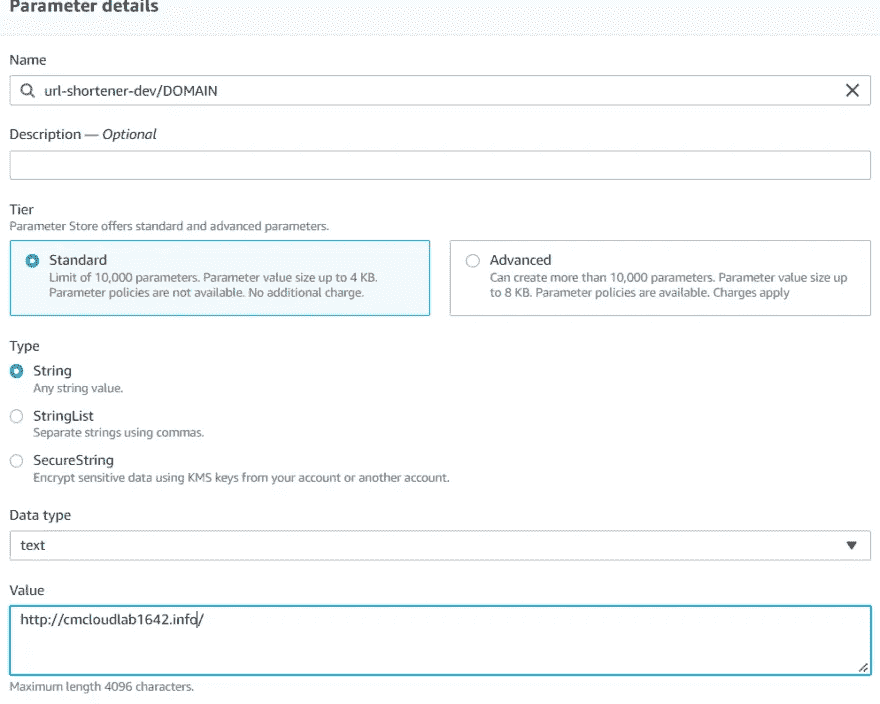 Parameter details
Name
url-shortener-dev/DOMAIN
Description — Optional
Tier
Parameter Store offers standard and advanced parameters.
Standard
Limit of 10,000 parameters. Parameter value size up to 4 KB.
Parameter policies are not available. No additional charge.
Advanced
Can create more than 10,000 parameters. Parameter value size up
to 8 KB. Parameter policies are available. Charges apply
Type
String
Any string value.
StringList
Separate strings using commas.
SecureString
Encrypt sensitive data using KMS keys from your account or another account.
Data type
text
Value
http://cmcloudlab1642.info/
Maximum length 4096 characters.